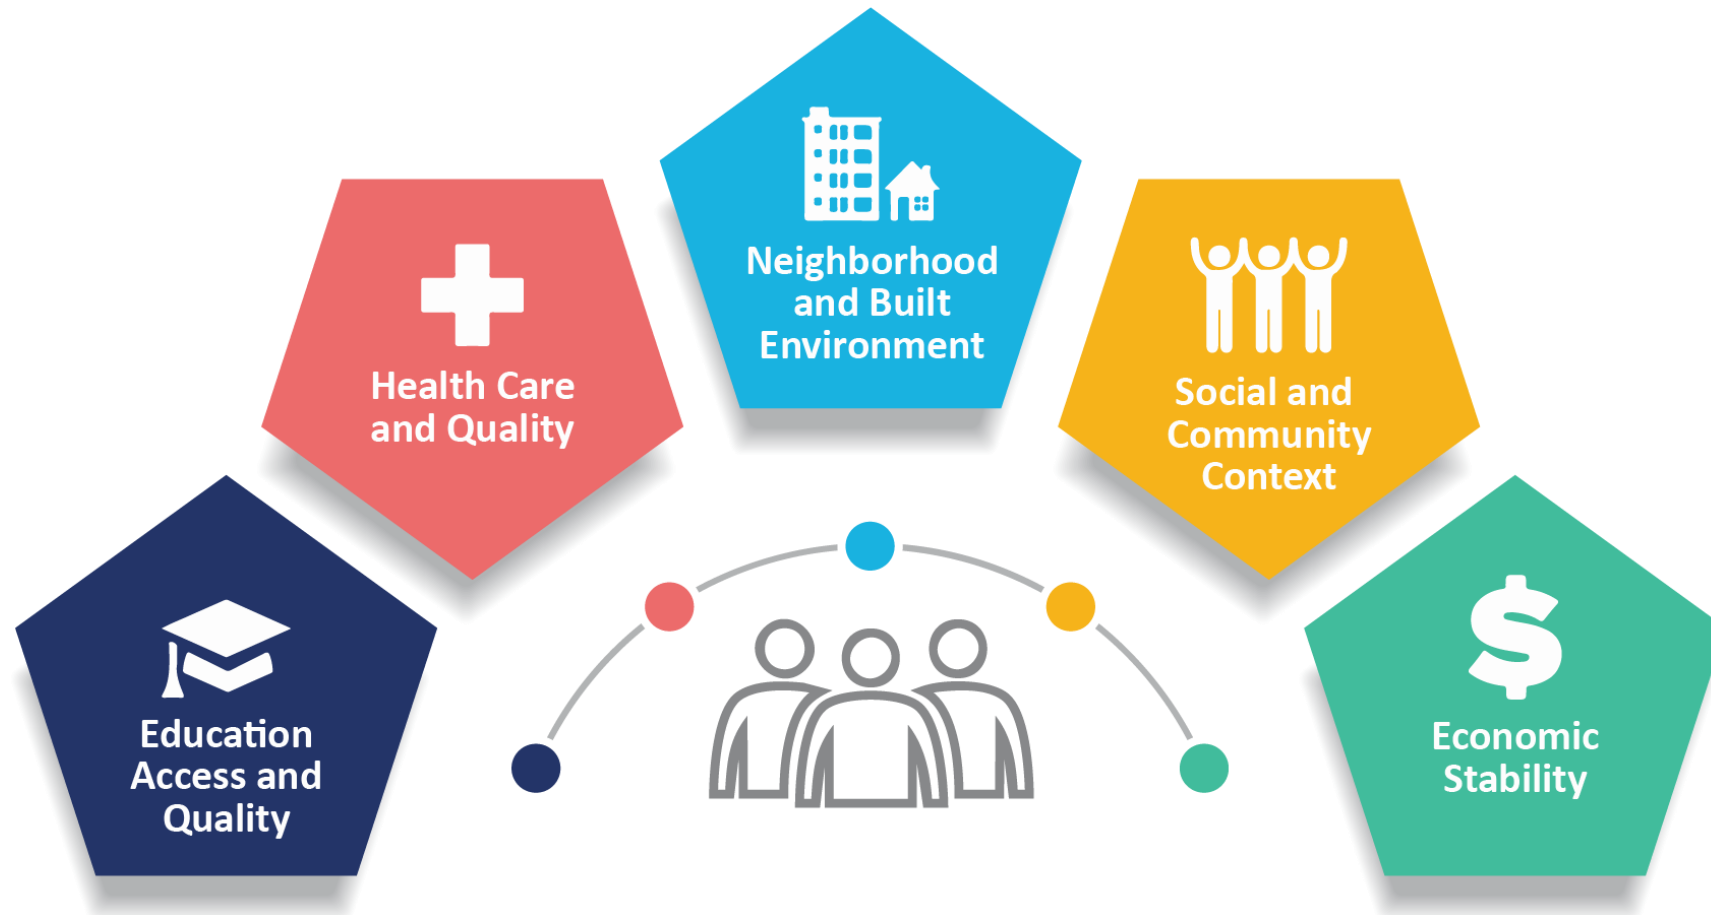 Neighborhood
and Built
Environment
Health Care
and Quality
Social and
Community
Context
Education
Access and
Quality
$
Economic
Stability